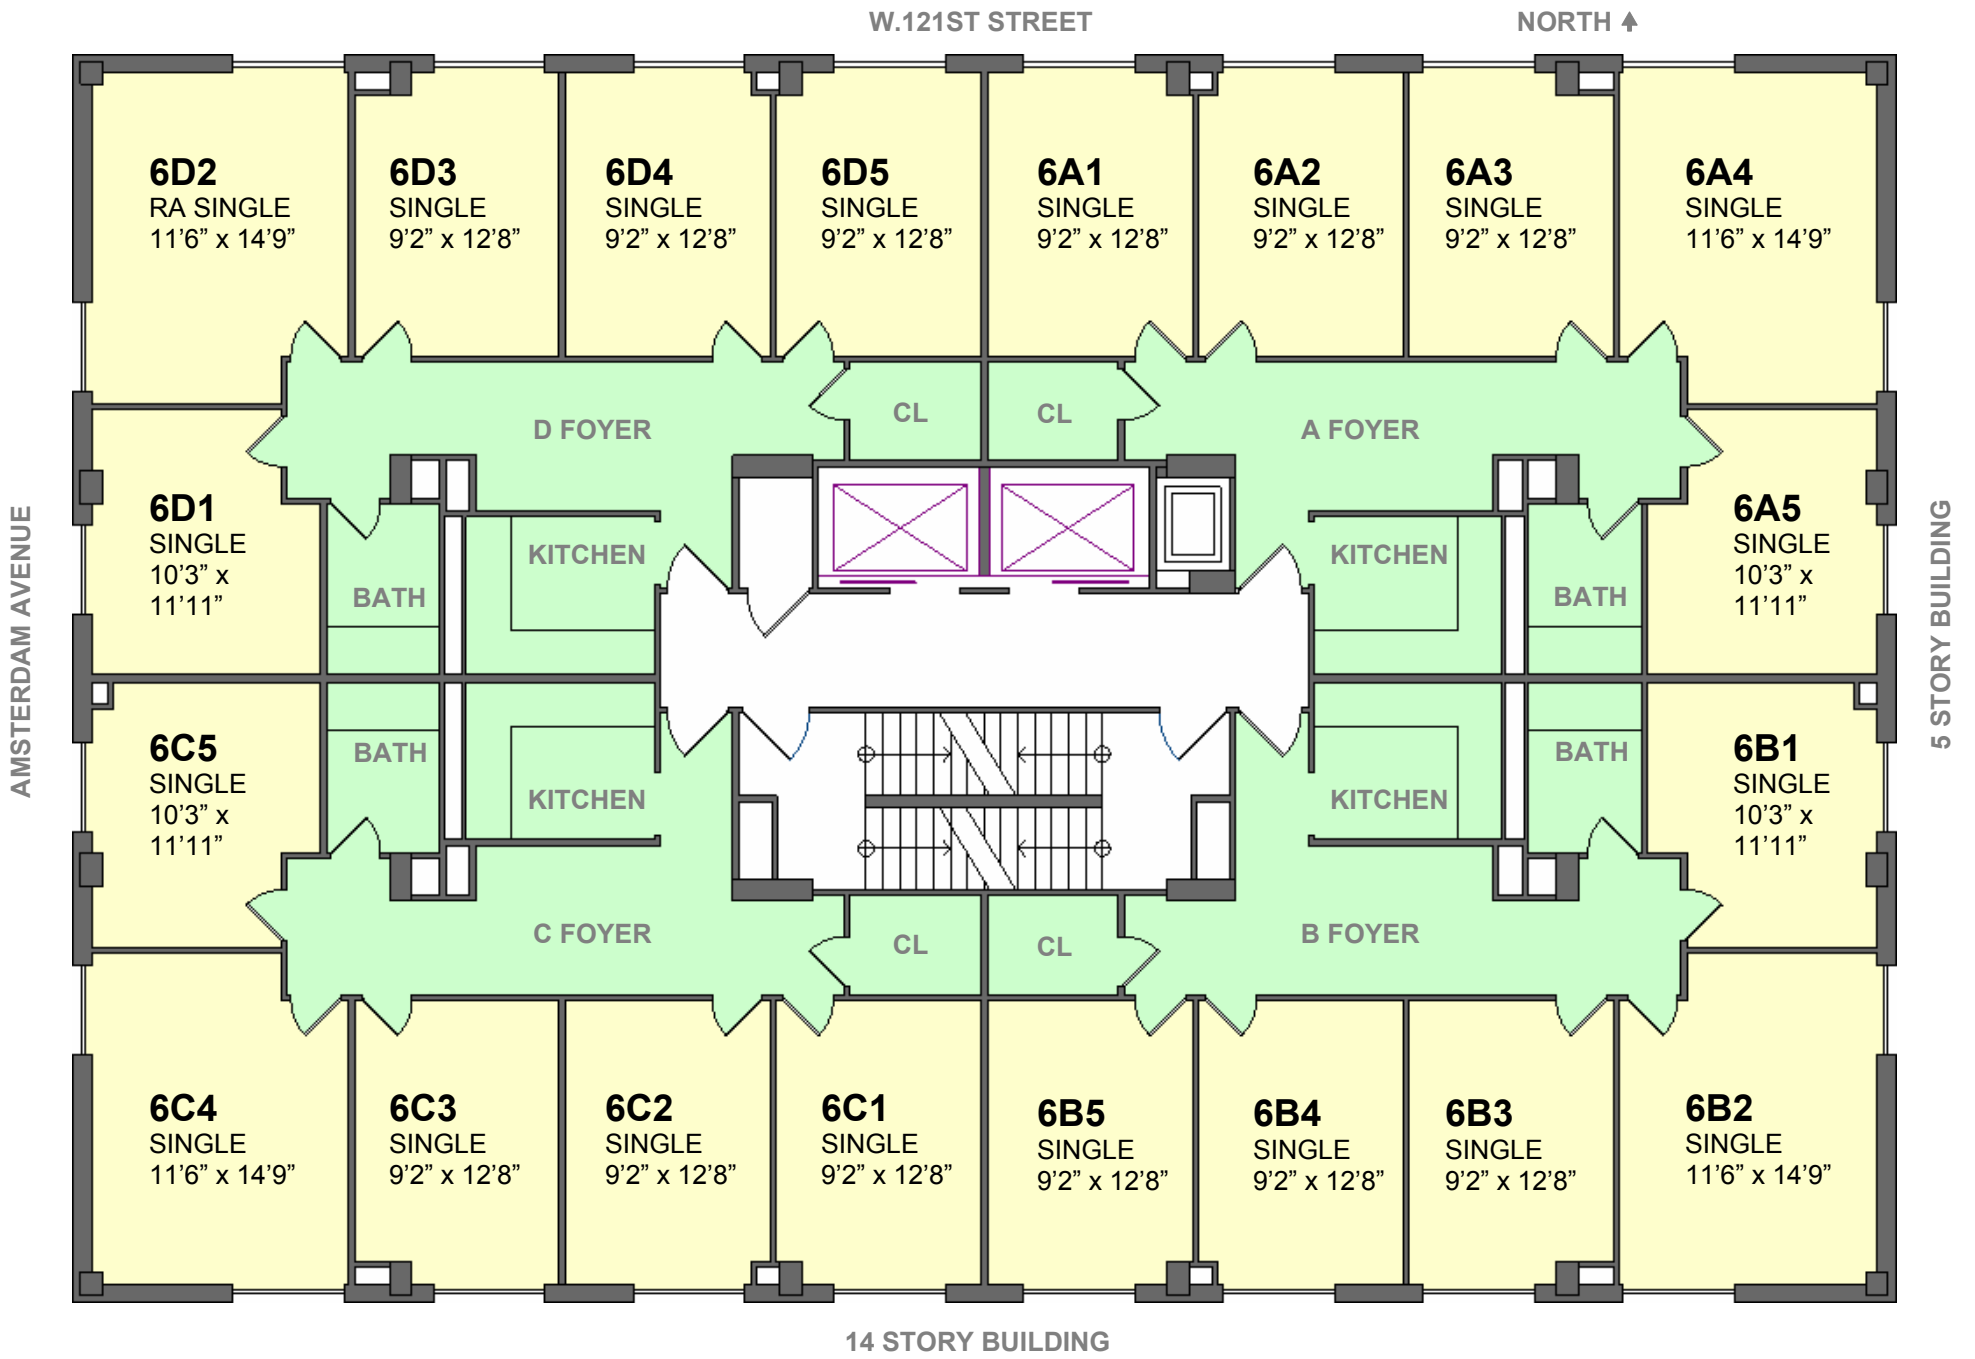 W.121ST STREET
NORTH
6D2
RA SINGLE
11’6” x 14’9”
6D3
SINGLE
9’2” x 12’8”
6D4
SINGLE
9’2” x 12’8”
6D5
SINGLE
9’2” x 12’8”
6A1
SINGLE
9’2” x 12’8”
6A2
SINGLE
9’2” x 12’8”
6A3
SINGLE
9’2” x 12’8”
6A4
SINGLE
11’6” x 14’9”
D FOYER
CL
CL
A FOYER
6D1
SINGLE
10’3” x
11’11”
BATH
KITCHEN
KITCHEN
BATH
6A5
SINGLE
10’3” x
11’11”
AMSTERDAM AVENUE
5 STORY BUILDING
6C5
SINGLE
10’3” x
11’11”
BATH
KITCHEN
KITCHEN
BATH
6B1
SINGLE
10’3” x
11’11”
C FOYER
CL
CL
B FOYER
6C4
SINGLE
11’6” x 14’9”
6C3
SINGLE
9’2” x 12’8”
6C2
SINGLE
9’2” x 12’8”
6C1
SINGLE
9’2” x 12’8”
6B5
SINGLE
9’2” x 12’8”
6B4
SINGLE
9’2” x 12’8”
6B3
SINGLE
9’2” x 12’8”
6B2
SINGLE
11’6” x 14’9”
14 STORY BUILDING